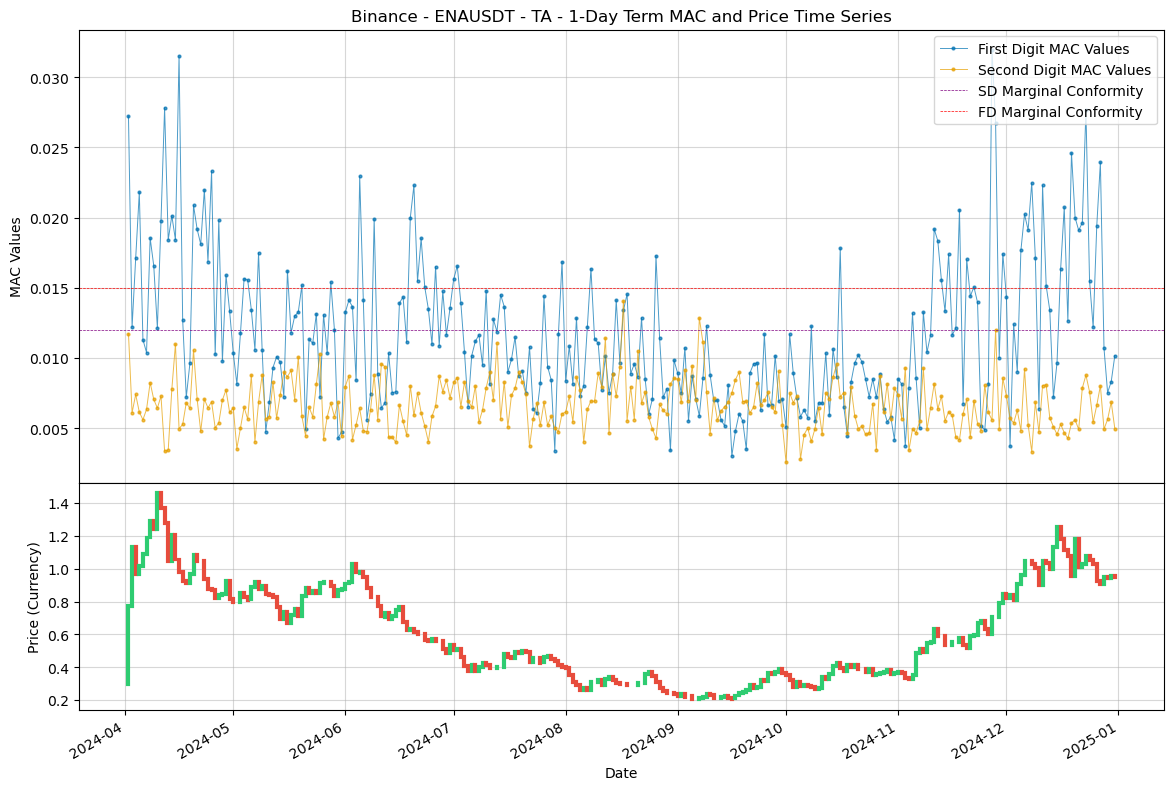 Binance - ENAUSDT - TA - 1-Day Term MAC and Price Time Series
First Digit MAC Values
Second Digit MAC Values
SD Marginal Conformity
FD Marginal Conformity
MAC Values
0.030
0.025
0.020
0.015
0.010
0.005
Price (Currency)
1.4
1.2
1.0
0.8
0.6
0.4
0.2
2024-04
2024-05
2024-06
2024-07
2024-08
2024-09
2024-10
2024-11
2024-12
2025-01
Date